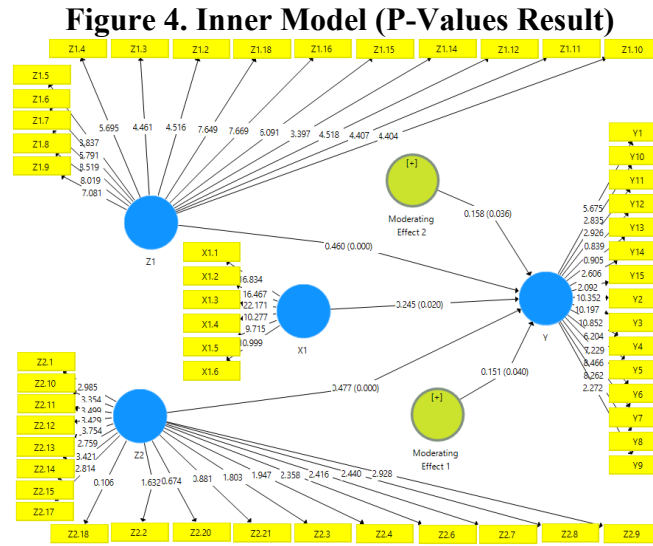 Figure 4. Inner Model (P-Values Result)
Z1.4 Z1.3 Z1.2 Z1.18 Z1.16 Z1.15 Z1.14 Z1.12 Z1.11 Z1.10
Z1.5
Z1.6
Z1.7
Z1.8
Z1.9
5.695 4.461 4.516 7.649 7.669 5.091 3.397 4.518 4.407 4.404
3.837
5.791
8.519
8.019
7.081
Z1
[+]
Moderating
Effect 2
0.158 (0.036)
0.460 (0.000)
X1.1
X1.2
X1.3
X1.4
X1.5
X1.6
16.834
16.467
22.171
10.277
9.715
10.999
X1
0.245 (0.020)
Y
Y1
Y10
Y11
Y12
Y13
Y14
Y15
Y2
Y3
Y4
Y5
Y6
Y7
Y8
Y9
5.675
2.835
2.926
0.839
0.905
2.606
2.092
10.352
10.197
10.852
6.204
7.229
8.466
8.262
2.272
0.477 (0.000)
[+]
Moderating
Effect 1
0.151 (0.040)
Z2.1
Z2.10
Z2.11
Z2.12
Z2.13
Z2.14
Z2.15
Z2.17
2.985
3.354
3.499
3.429
3.754
2.759
3.421
2.814
Z2
0.106 1.632 0.674 0.881 1.803 1.947 2.358 2.416 2.440 2.928
Z2.18 Z2.2 Z2.20 Z2.21 Z2.3 Z2.4 Z2.6 Z2.7 Z2.8 Z2.9